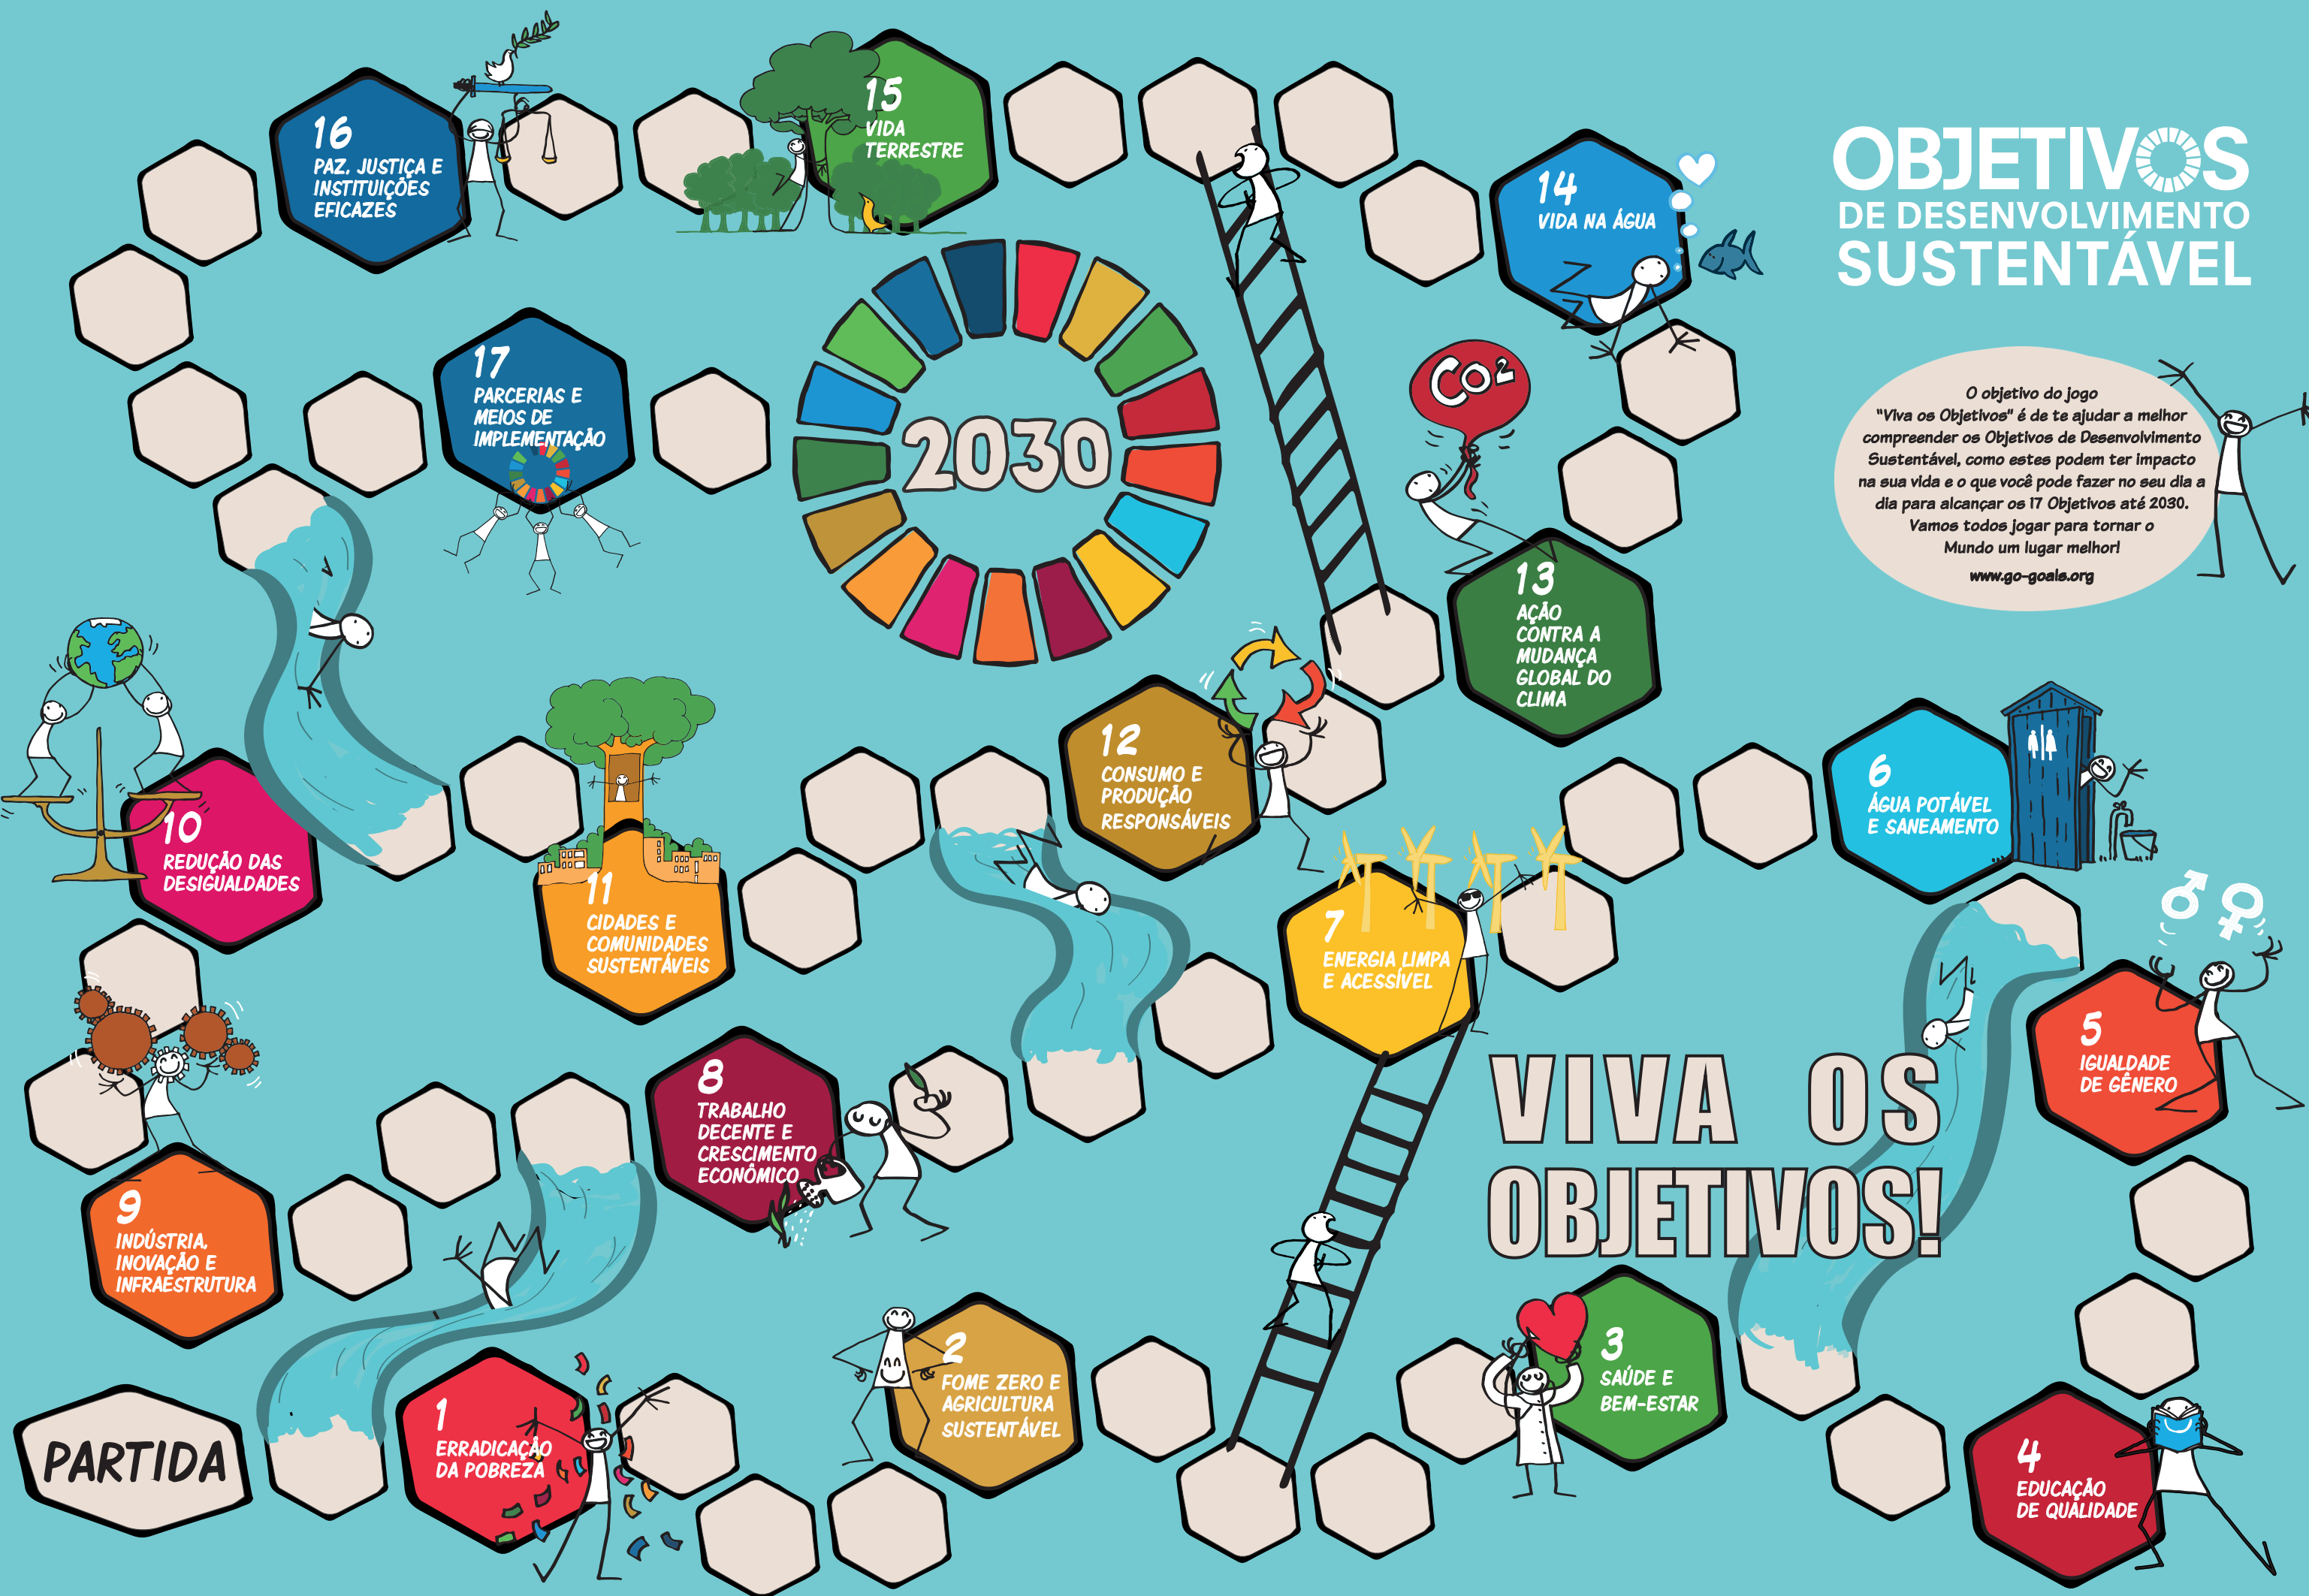 OBJETIVOS
DE DESENVOLVIMENTO
SUSTENTÁVEL
O objetivo do jogo
"Viva os Objetivos" é de te ajudar a melhor
compreender os Objetivos de Desenvolvimento
Sustentável, como estes podem ter impacto
na sua vida e o que você pode fazer no seu dia a
dia para alcançar os 17 Objetivos até 2030.
Vamos todos jogar para tornar o
Mundo um lugar melhor!
www.go-goals.org
16
PAZ, JUSTIÇA E
INSTITUIÇÕES
EFICAZES
15
VIDA
TERRESTRE
14
VIDA NA ÁGUA
17
PARCERIAS E
MEIOS DE
IMPLEMENTAÇÃO
2030
CO2
13
AÇÃO
CONTRA A
MUDANÇA
GLOBAL DO
CLIMA
12
CONSUMO E
PRODUÇÃO
RESPONSÁVEIS
6
ÁGUA POTÁVEL
E SANEAMENTO
10
REDUÇÃO DAS
DESIGUALDADES
11
CIDADES E
COMUNIDADES
SUSTENTÁVEIS
7
ENERGIA LIMPA
E ACESSÍVEL
5
IGUALDADE
DE GÊNERO
8
TRABALHO
DECENTE E
CRESCIMENTO
ECONÔMICO
VIVA OS
OBJETIVOS!
9
INDÚSTRIA,
INOVAÇÃO E
INFRAESTRUTURA
2
FOME ZERO E
AGRICULTURA
SUSTENTÁVEL
3
SAÚDE E
BEM-ESTAR
PARTIDA
1
ERRADICAÇÃO
DA POBREZA
4
EDUCAÇÃO
DE QUALIDADE